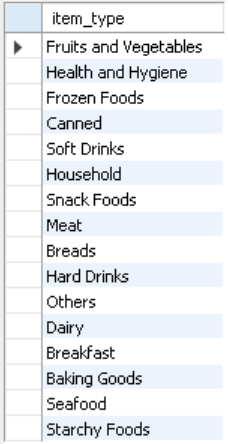 item_type
Fruits and Vegetables
Health and Hygiene
Frozen Foods
Canned
Soft Drinks
Household
Snack Foods
Meat
Breads
Hard Drinks
Others
Dairy
Breakfast
Baking Goods
Seafood
Starchy Foods